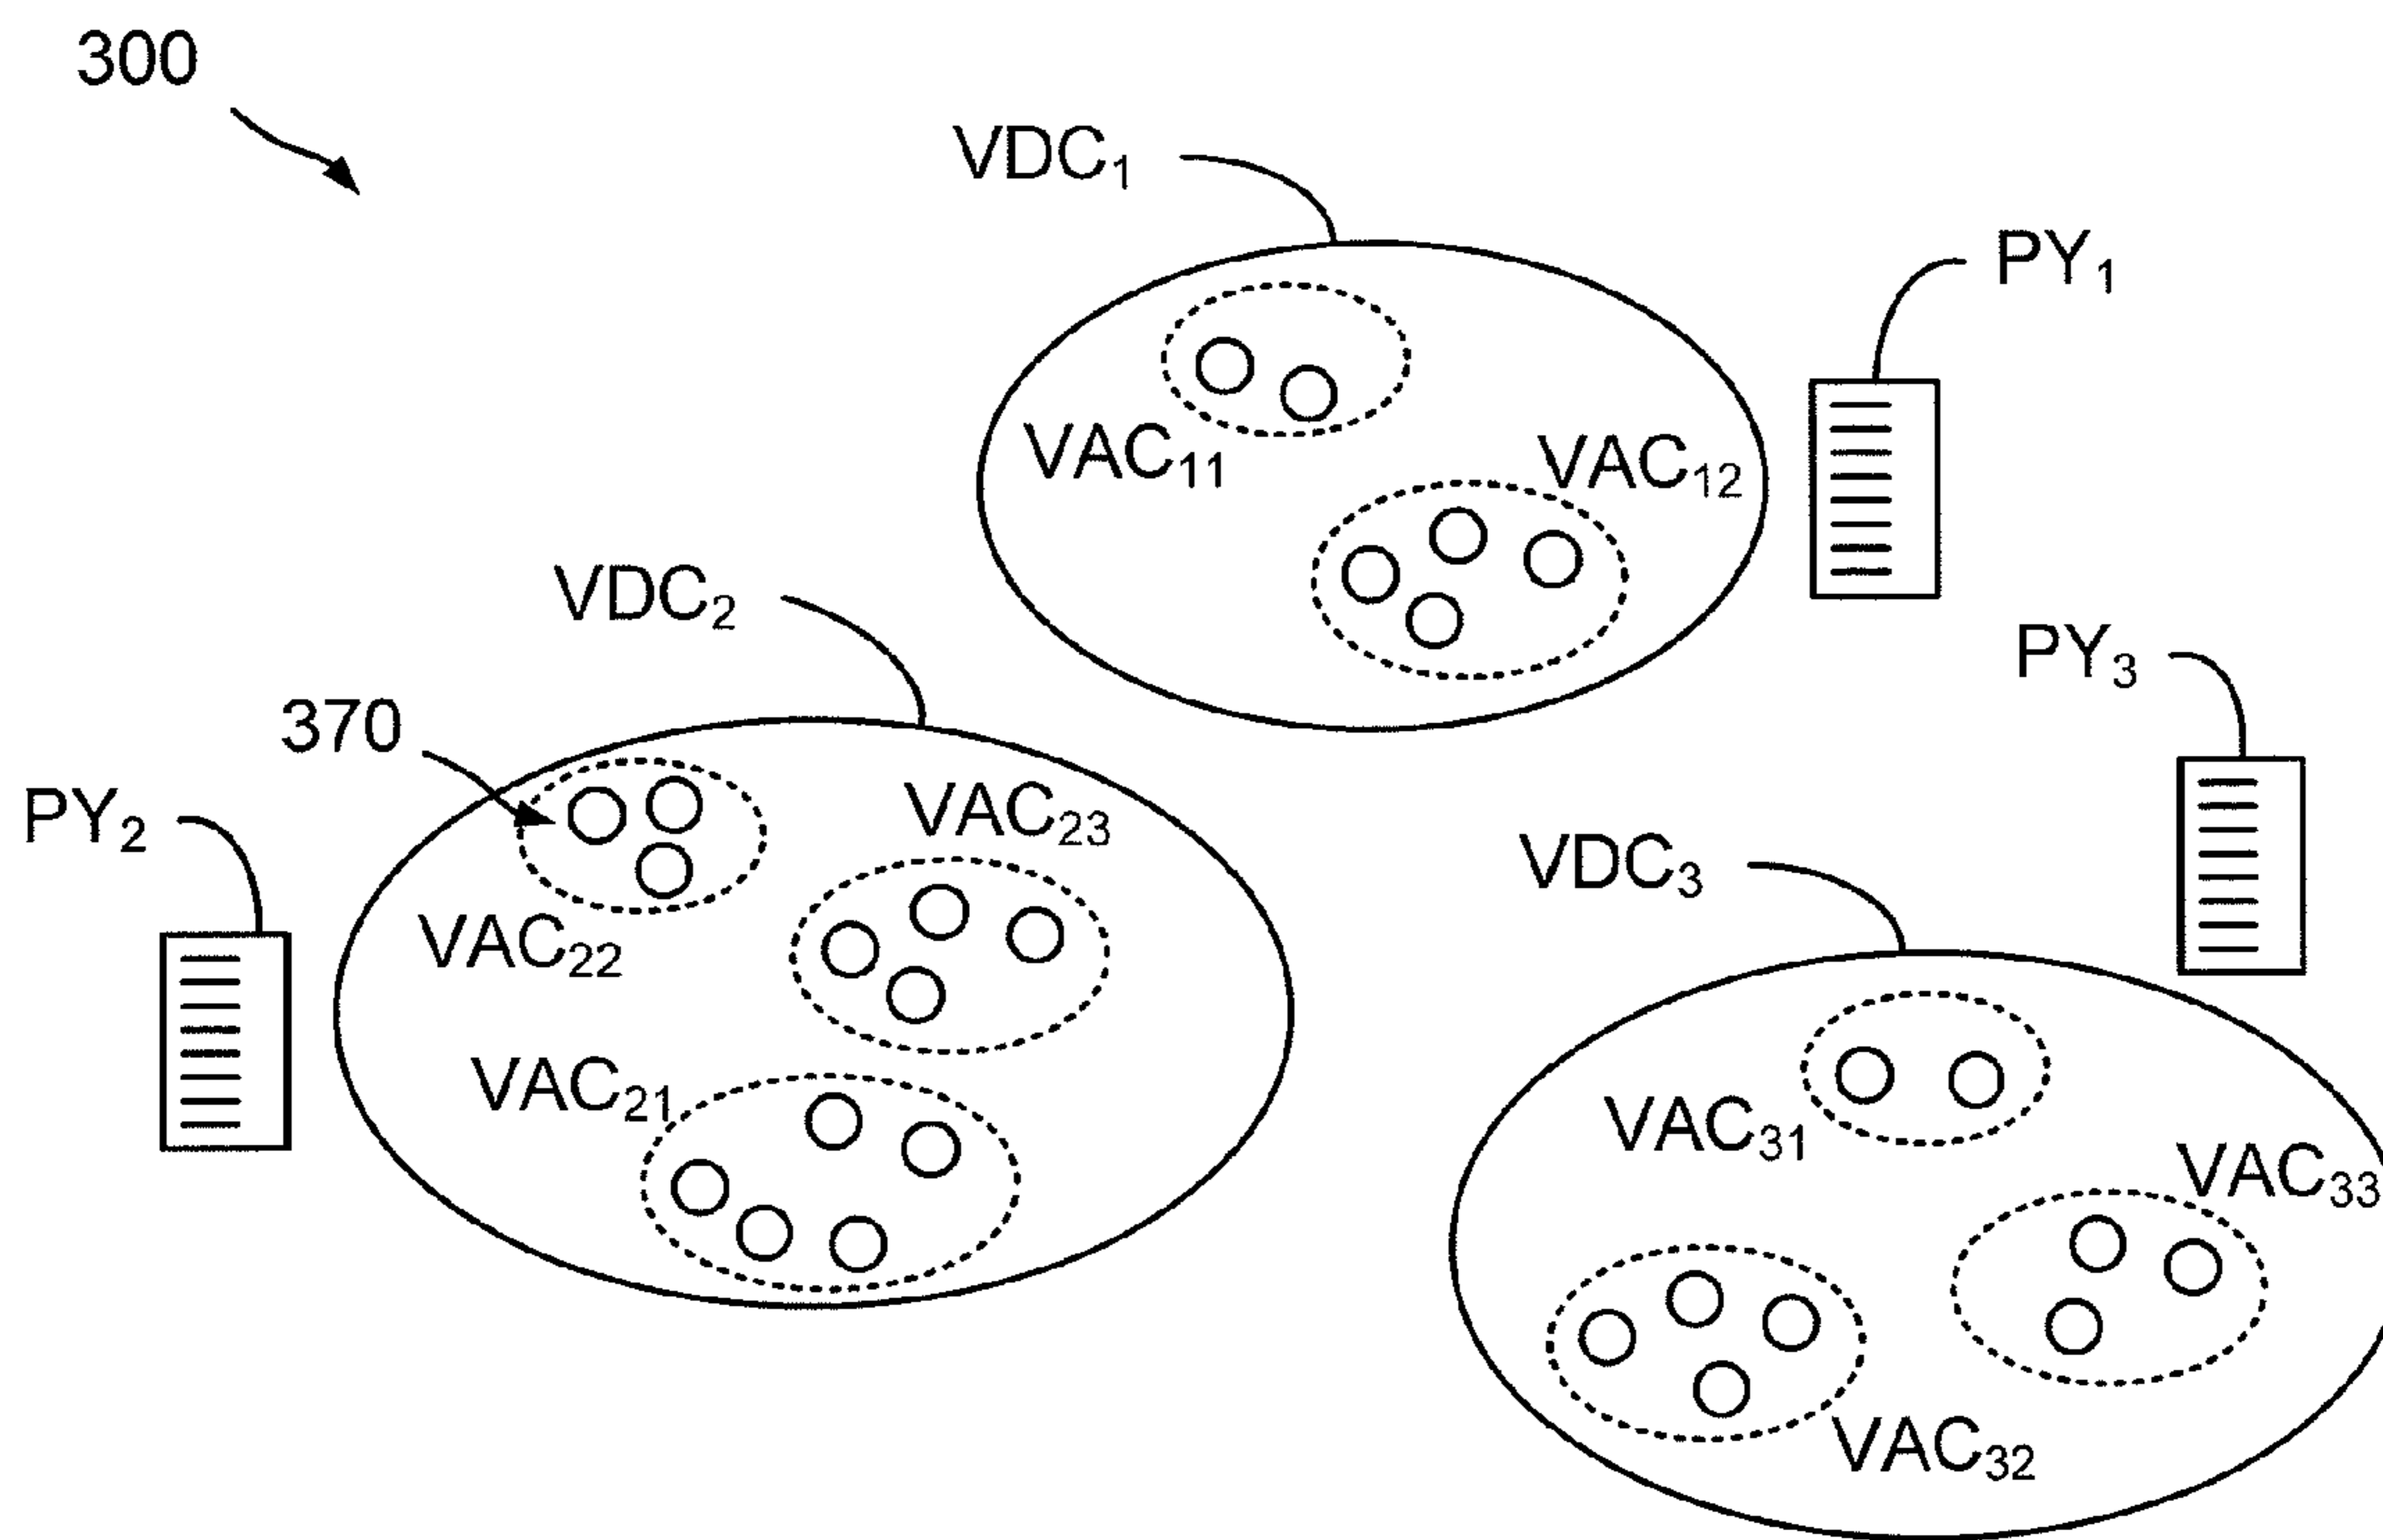 300
VDC₁
PY₁
VAC₁₁
VAC₁₂
VDC₂
PY₃
370
PY₂
VAC₂₃
VDC₃
VAC₂₂
VAC₂₁
VAC₃₁
VAC₃₃
VAC₃₂